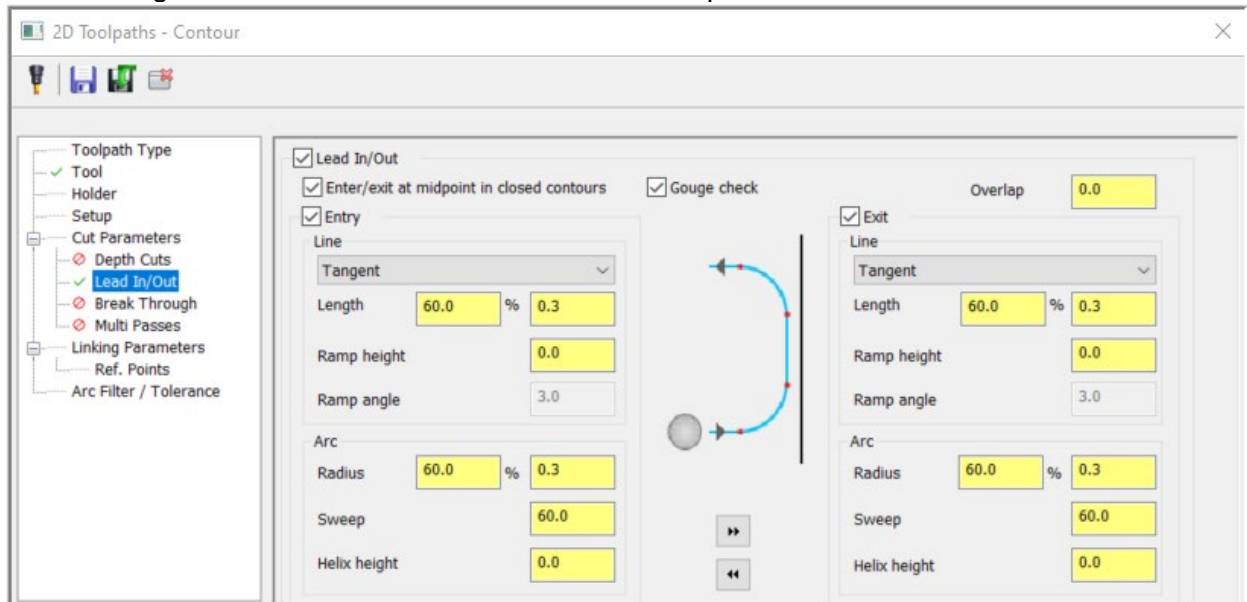 2D Toolpaths - Contour
Toolpath Type
Tool
Holder
Setup
Cut Parameters
Depth Cuts
Lead In/Out
Break Through
Multi Passes
Linking Parameters
Ref. Points
Arc Filter / Tolerance
Lead In/Out
Enter/exit at midpoint in closed contours
Gouge check
Overlap 0.0
Entry
Line
Tangent
Length 60.0 % 0.3
Ramp height 0.0
Ramp angle 3.0
Arc
Radius 60.0 % 0.3
Sweep 60.0
Helix height 0.0
Exit
Line
Tangent
Length 60.0 % 0.3
Ramp height 0.0
Ramp angle 3.0
Arc
Radius 60.0 % 0.3
Sweep 60.0
Helix height 0.0